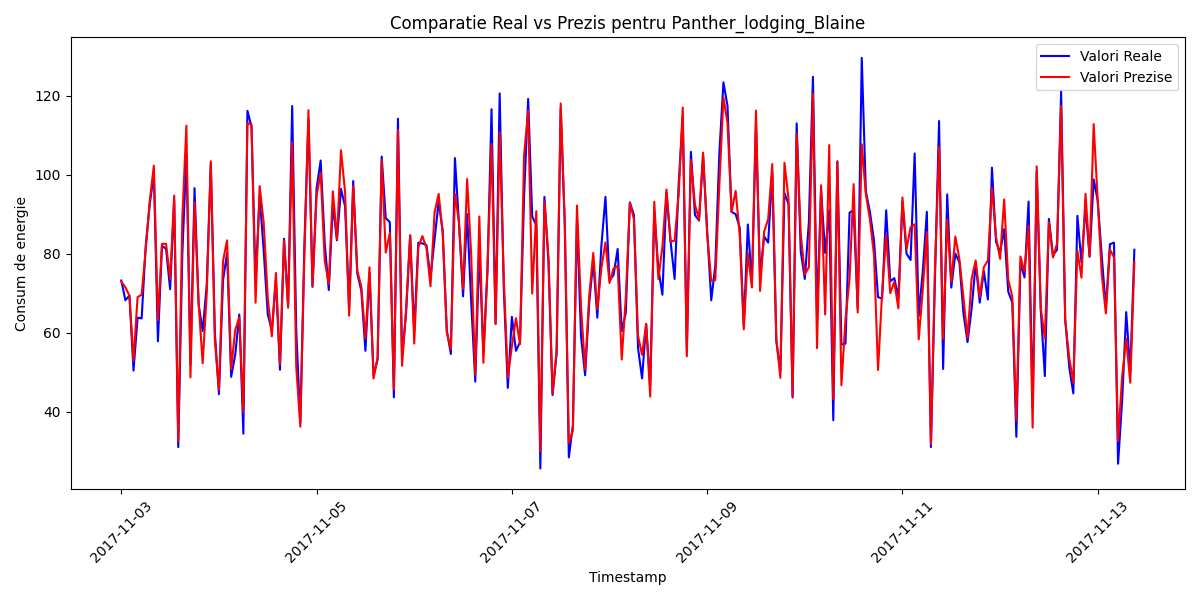 Comparatie Real vs Prezis pentru Panther_lodging_Blaine
Valori Reale
Valori Prezise
Consum de energie
120
100
80
60
40
2017-11-03
2017-11-05
2017-11-07
2017-11-09
2017-11-11
2017-11-13
Timestamp